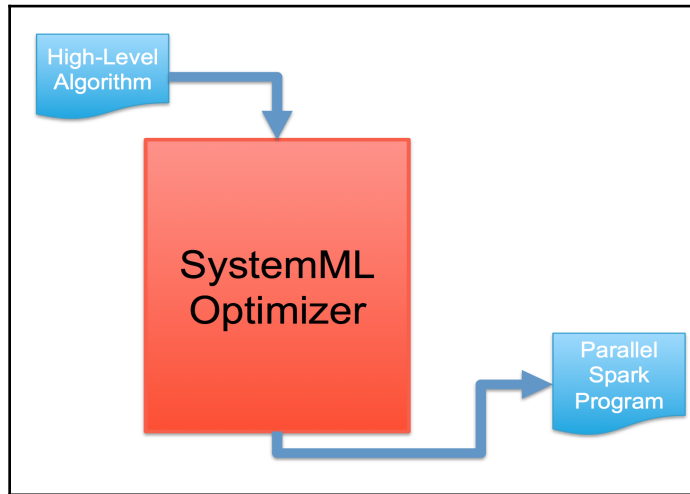 High-Level
Algorithm
SystemML
Optimizer
Parallel
Spark
Program